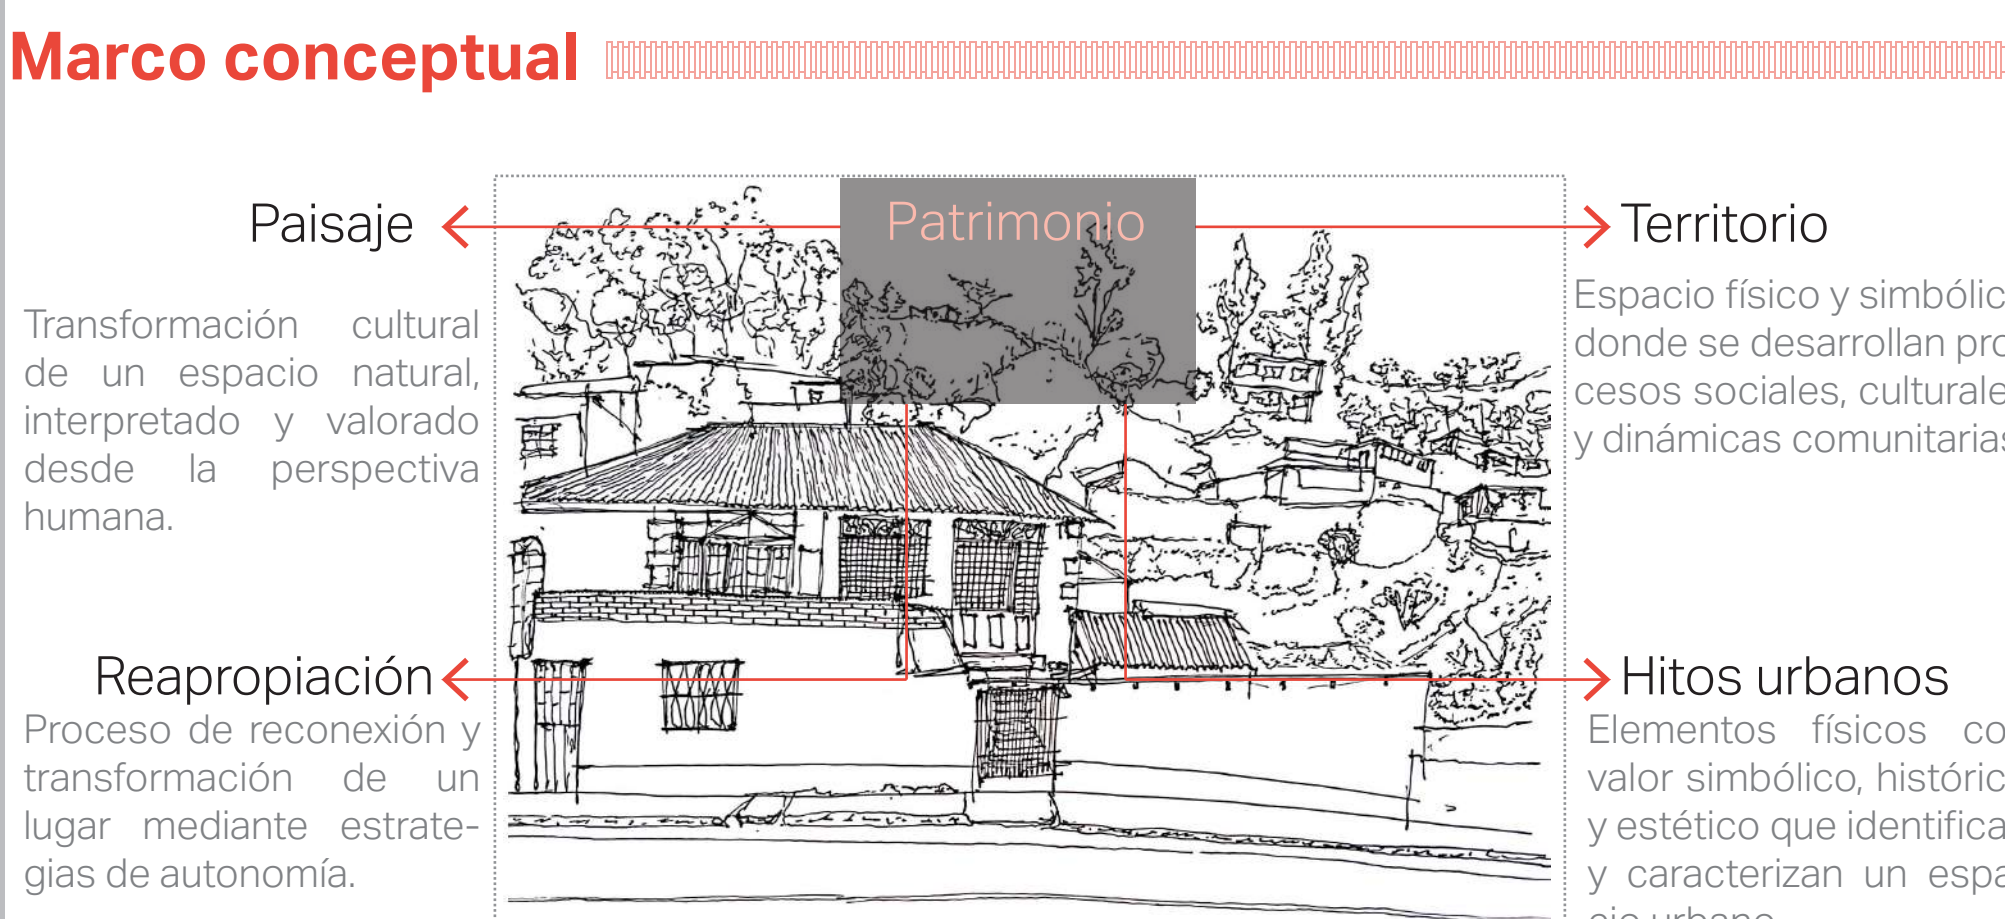 Marco conceptual
Patrimonio
Paisaje
Transformación cultural
de un espacio natural,
interpretado y valorado
desde la perspectiva
humana.
Territorio
Espacio físico y simbólic
donde se desarrollan pro
cesos sociales, culturale
y dinámicas comunitarias
Reapropiación
Proceso de reconexión y
transformación de un
lugar mediante estrate-
gias de autonomía.
Hitos urbanos
Elementos físicos co
valor simbólico, históric
y estético que identifica
y caracterizan un espa
cio urbano